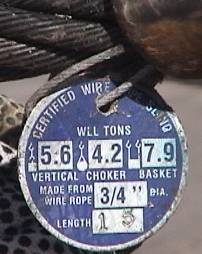 CERTIFIED WIRE
WLL TONS
5.6 4.2 7.9
VERTICAL CHOKER BASKET
MADE FROM
WIRE ROPE 3/4" DIA.
LENGTH 15